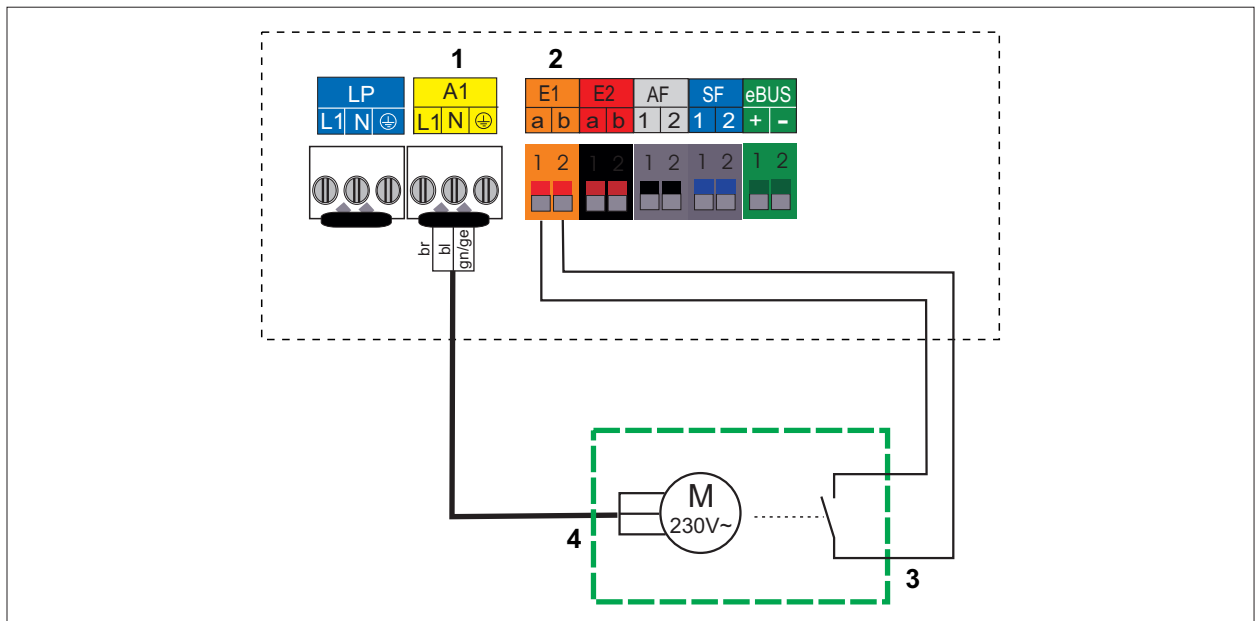 1 2
LP A1 E1 E2 AF SF eBUS
L1 N L1 N a b a b 1 2 1 2 + -
1 2 1 2 1 2 1 2 1 2
br bl gn/ge
M
230V~
4
3